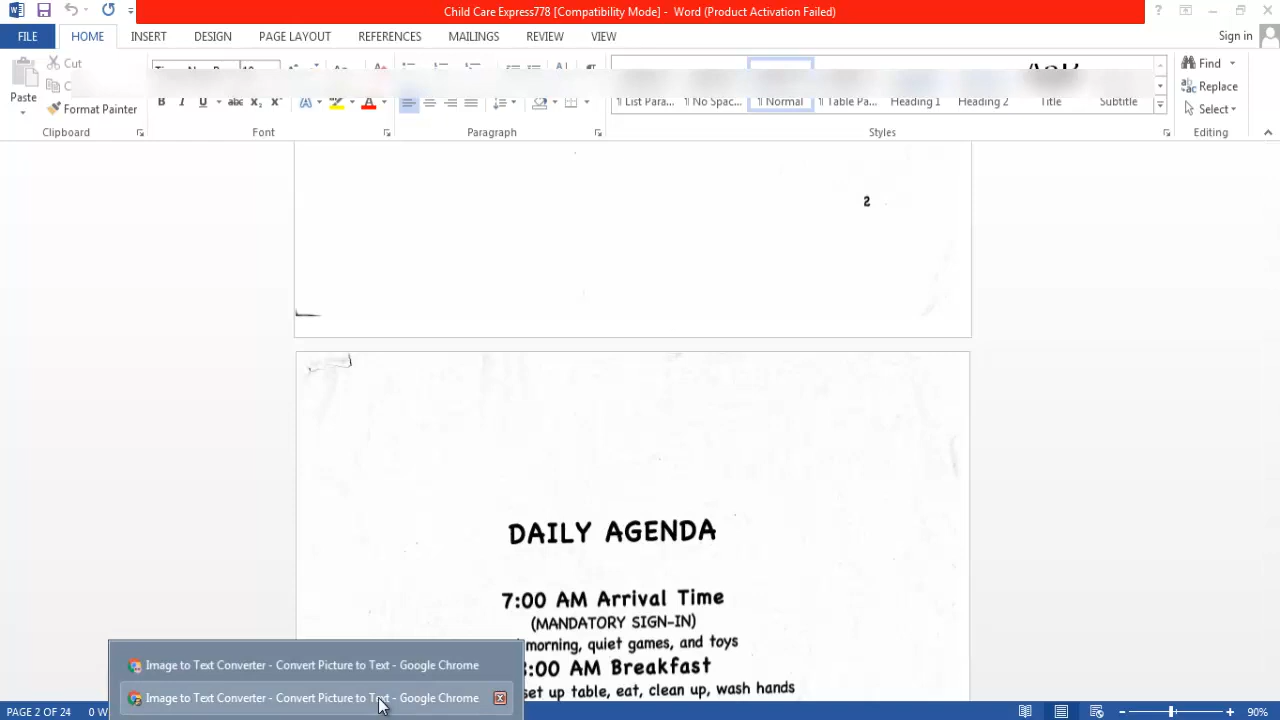 Child Care Express778 [Compatibility Mode] - Word (Product Activation Failed)
FILE HOME INSERT DESIGN PAGE LAYOUT REFERENCES MAILINGS REVIEW VIEW Sign in
Cut
Paste
Format Painter
¶ List Para... ¶ No Spac... ¶ Normal ¶ Table Pa... Heading 1 Heading 2 Title Subtitle
Find
Replace
Select
Clipboard Font Paragraph Styles Editing
2
DAILY AGENDA
7:00 AM Arrival Time
(MANDATORY SIGN-IN)
morning, quiet games, and toys
:00 AM Breakfast
set up table, eat, clean up, wash hands
Image to Text Converter - Convert Picture to Text - Google Chrome
Image to Text Converter - Convert Picture to Text - Google Chrome
PAGE 2 OF 24 0 W 90%